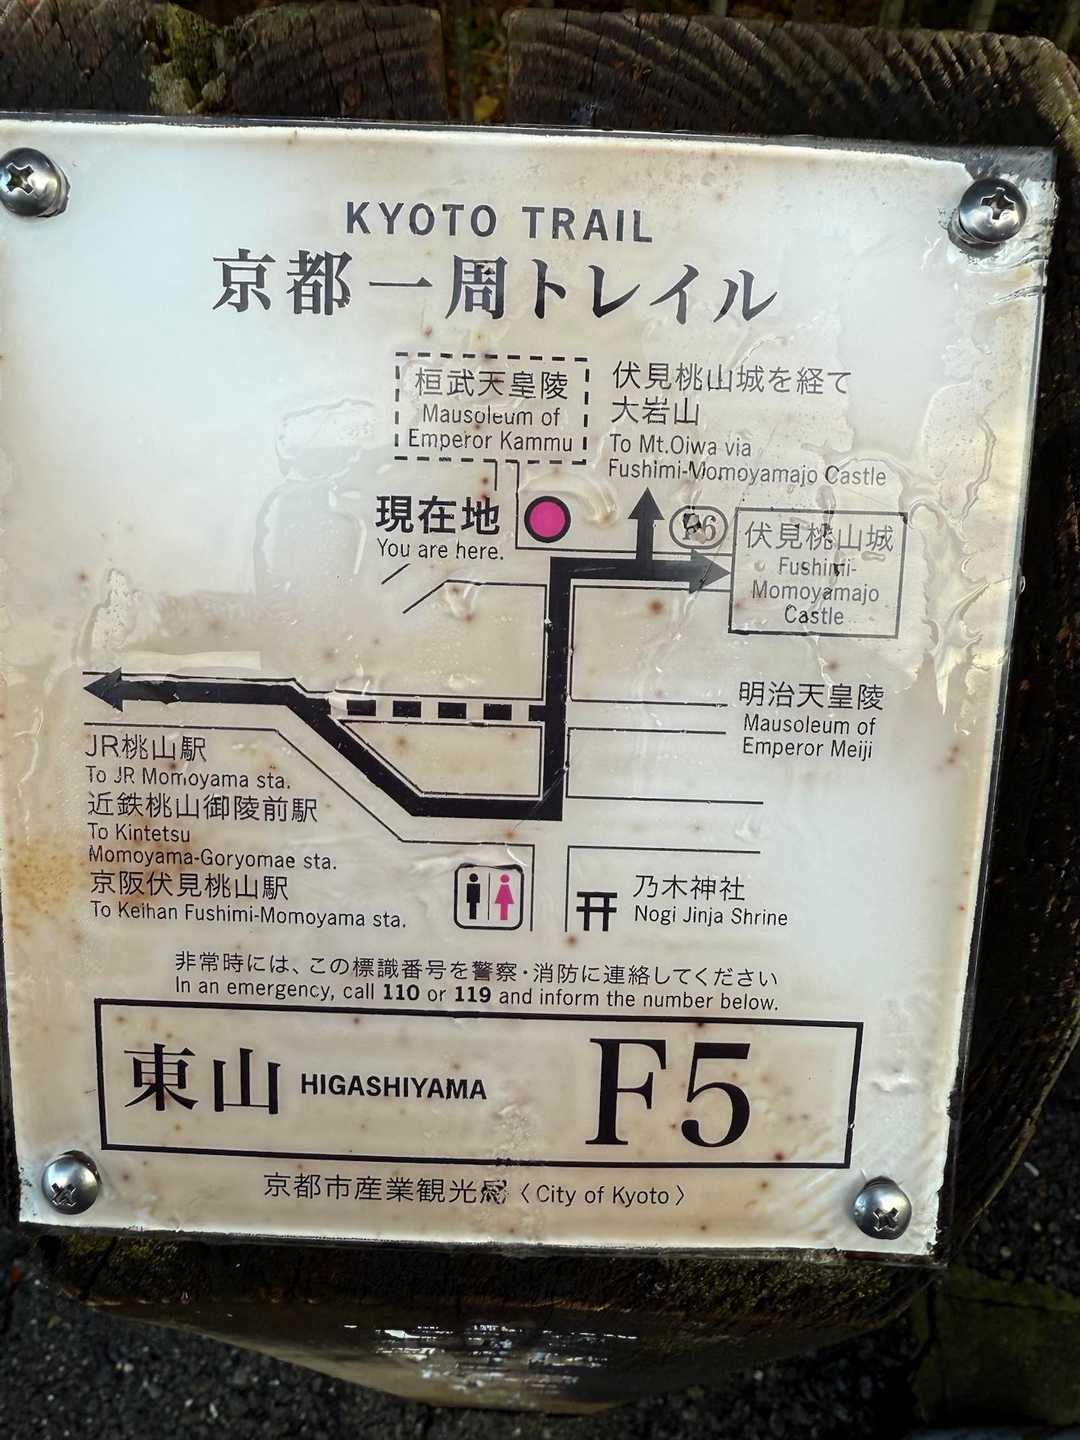 KYOTO TRAIL
京都一周トレイル
桓武天皇陵
Mausoleum of
Emperor Kammu
伏見桃山城を経て
大岩山
To Mt.Oiwa via
Fushimi-Momoyamajo Castle
現在地
You are here.
F6
伏見桃山城
Fushimi-
Momoyamajo
Castle
明治天皇陵
Mausoleum of
Emperor Meiji
JR桃山駅
To JR Momoyama sta.
近鉄桃山御陵前駅
To Kintetsu
Momoyama-Goryomae sta.
京阪伏見桃山駅
To Keihan Fushimi-Momoyama sta.
乃木神社
Nogi Jinja Shrine
非常時には、この標識番号を警察・消防に連絡してください
In an emergency, call 110 or 119 and inform the number below.
東山 HIGASHIYAMA F5
京都市産業観光局〈City of Kyoto〉